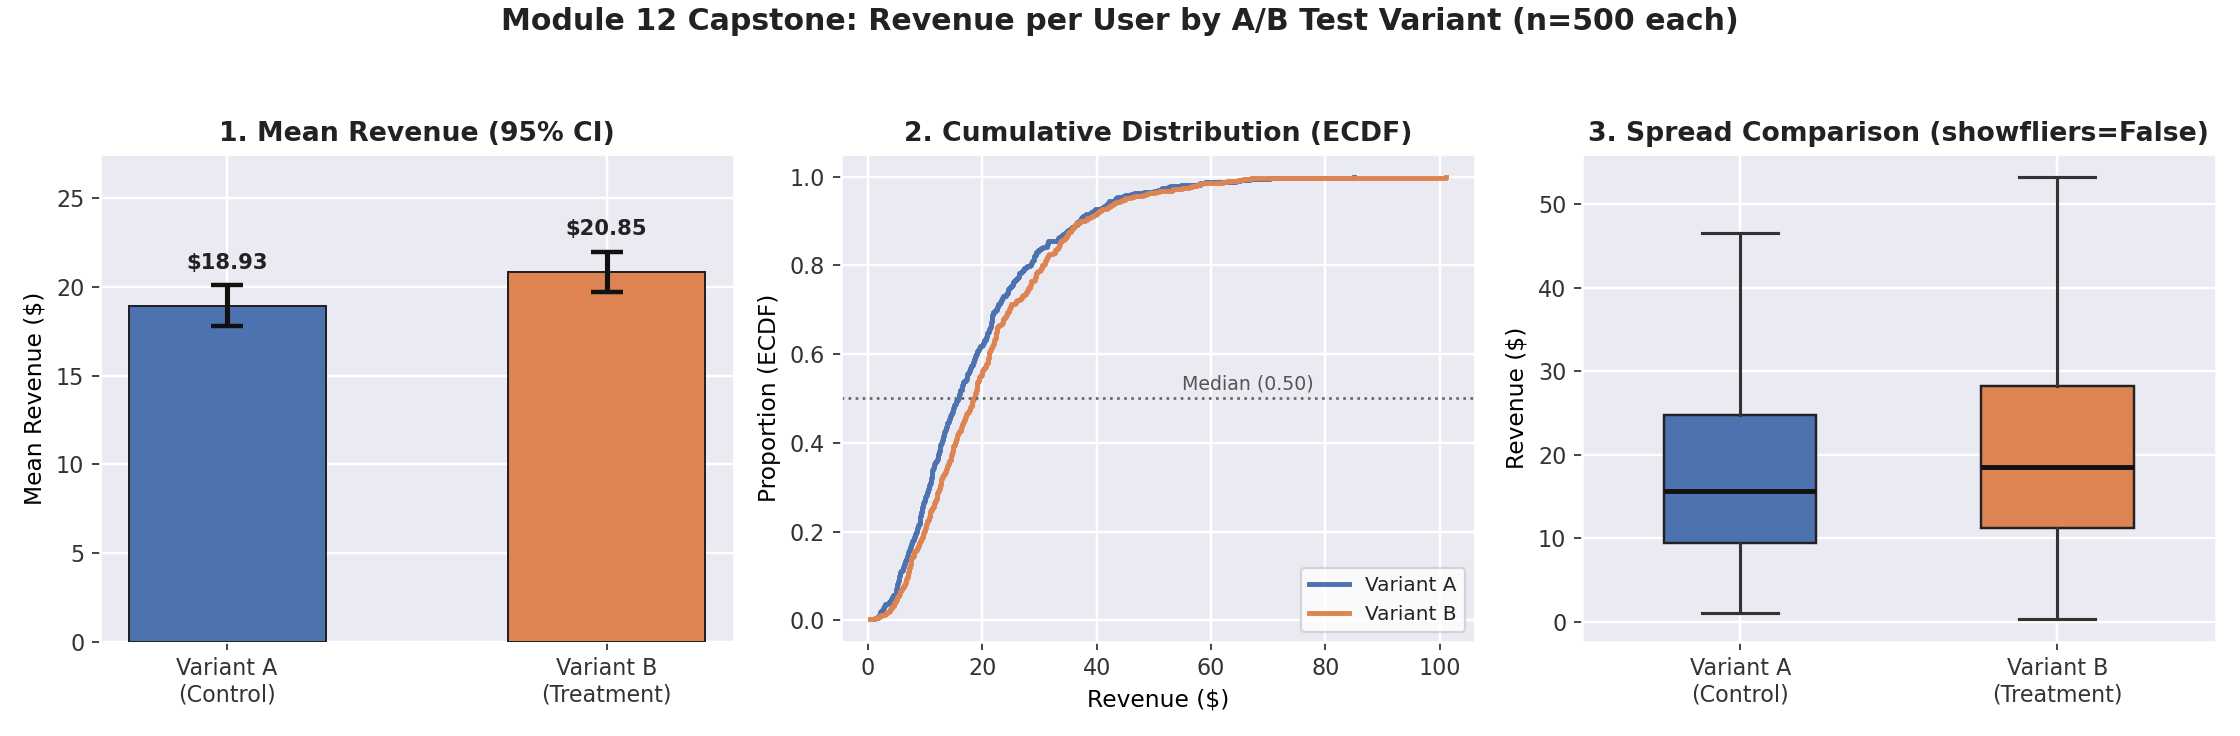 Module 12 Capstone: Revenue per User by A/B Test Variant (n=500 each)
1. Mean Revenue (95% CI)
Mean Revenue ($)
25
20
15
10
5
0
$18.93
$20.85
Variant A
(Control)
Variant B
(Treatment)
2. Cumulative Distribution (ECDF)
Proportion (ECDF)
1.0
0.8
0.6
0.4
0.2
0.0
Median (0.50)
Variant A
Variant B
0
20
40
60
80
100
Revenue ($)
3. Spread Comparison (showfliers=False)
Revenue ($)
50
40
30
20
10
0
Variant A
(Control)
Variant B
(Treatment)